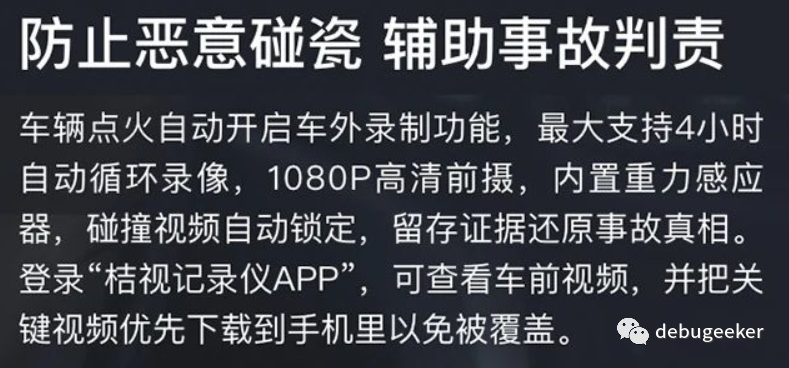 防止恶意碰瓷 辅助事故判责
车辆点火自动开启车外录制功能，最大支持4小时
自动循环录像，1080P高清前摄，内置重力感应
器，碰撞视频自动锁定，留存证据还原事故真相。
登录“桔视记录仪APP”，可查看车前视频，并把关
键视频优先下载到手机里以免被覆盖。
debugeeker